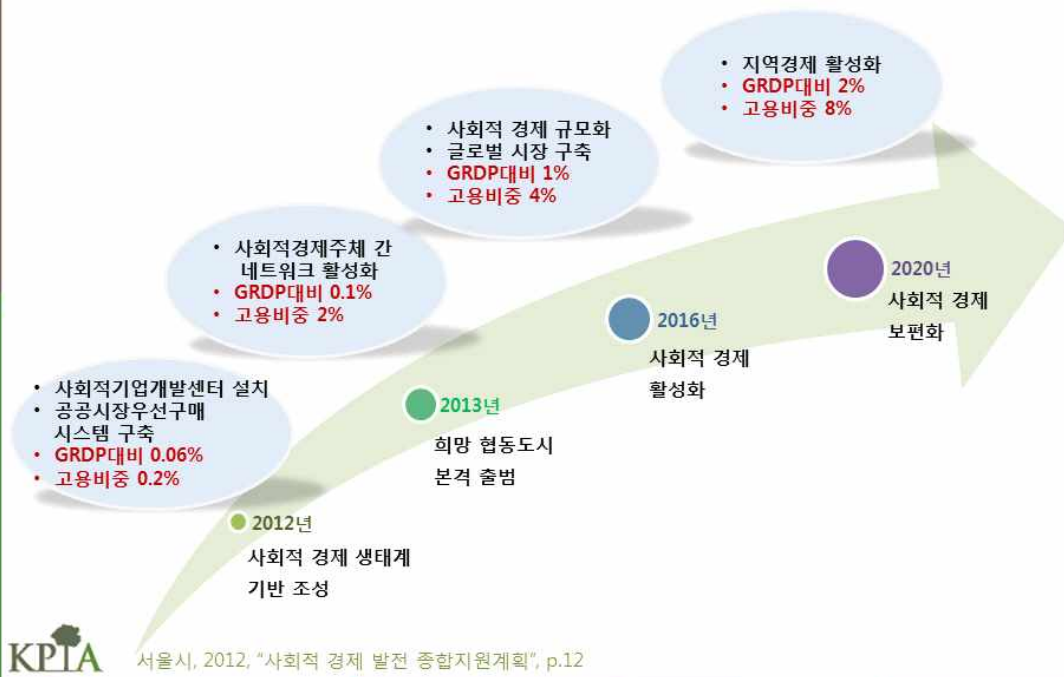 • 지역경제 활성화
• GRDP대비 2%
• 고용비중 8%
• 사회적 경제 규모화
• 글로벌 시장 구축
• GRDP대비 1%
• 고용비중 4%
• 사회적경제주체 간
네트워크 활성화
• GRDP대비 0.1%
• 고용비중 2%
• 사회적기업개발센터 설치
• 공공시장우선구매
시스템 구축
• GRDP대비 0.06%
• 고용비중 0.2%
2020년
사회적 경제
보편화
2016년
사회적 경제
활성화
2013년
희망 협동도시
본격 출범
2012년
사회적 경제 생태계
기반 조성
KPIA
서울시, 2012, "사회적 경제 발전 종합지원계획", p.12